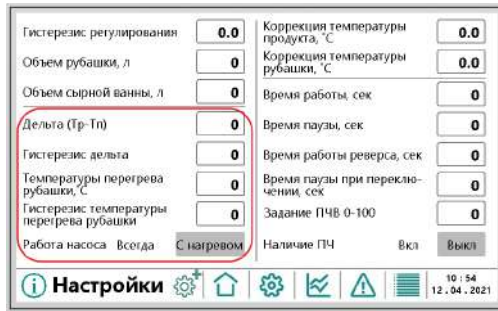 Гистерезис регулирования 0.0
Объем рубашки, л 0
Объем сырной ванны, л 0
Дельта (Тр-Тп) 0
Гистерезис дельта 0
Температуры перегрева
рубашки,˚С 0
Гистерезис температуры
перегрева рубашки 0
Работа насоса Всегда С нагревом
Коррекция температуры
продукта, ˚С 0.0
Коррекция температуры
рубашки, ˚С 0.0
Время работы, сек 0
Время паузы, сек 0
Время работы реверса, сек 0
Время паузы при переклю-
чении, сек 0
Задание ПЧВ 0-100 0
Наличие ПЧ Вкл Выкл
Настройки
10 : 54
12 . 04 . 2021